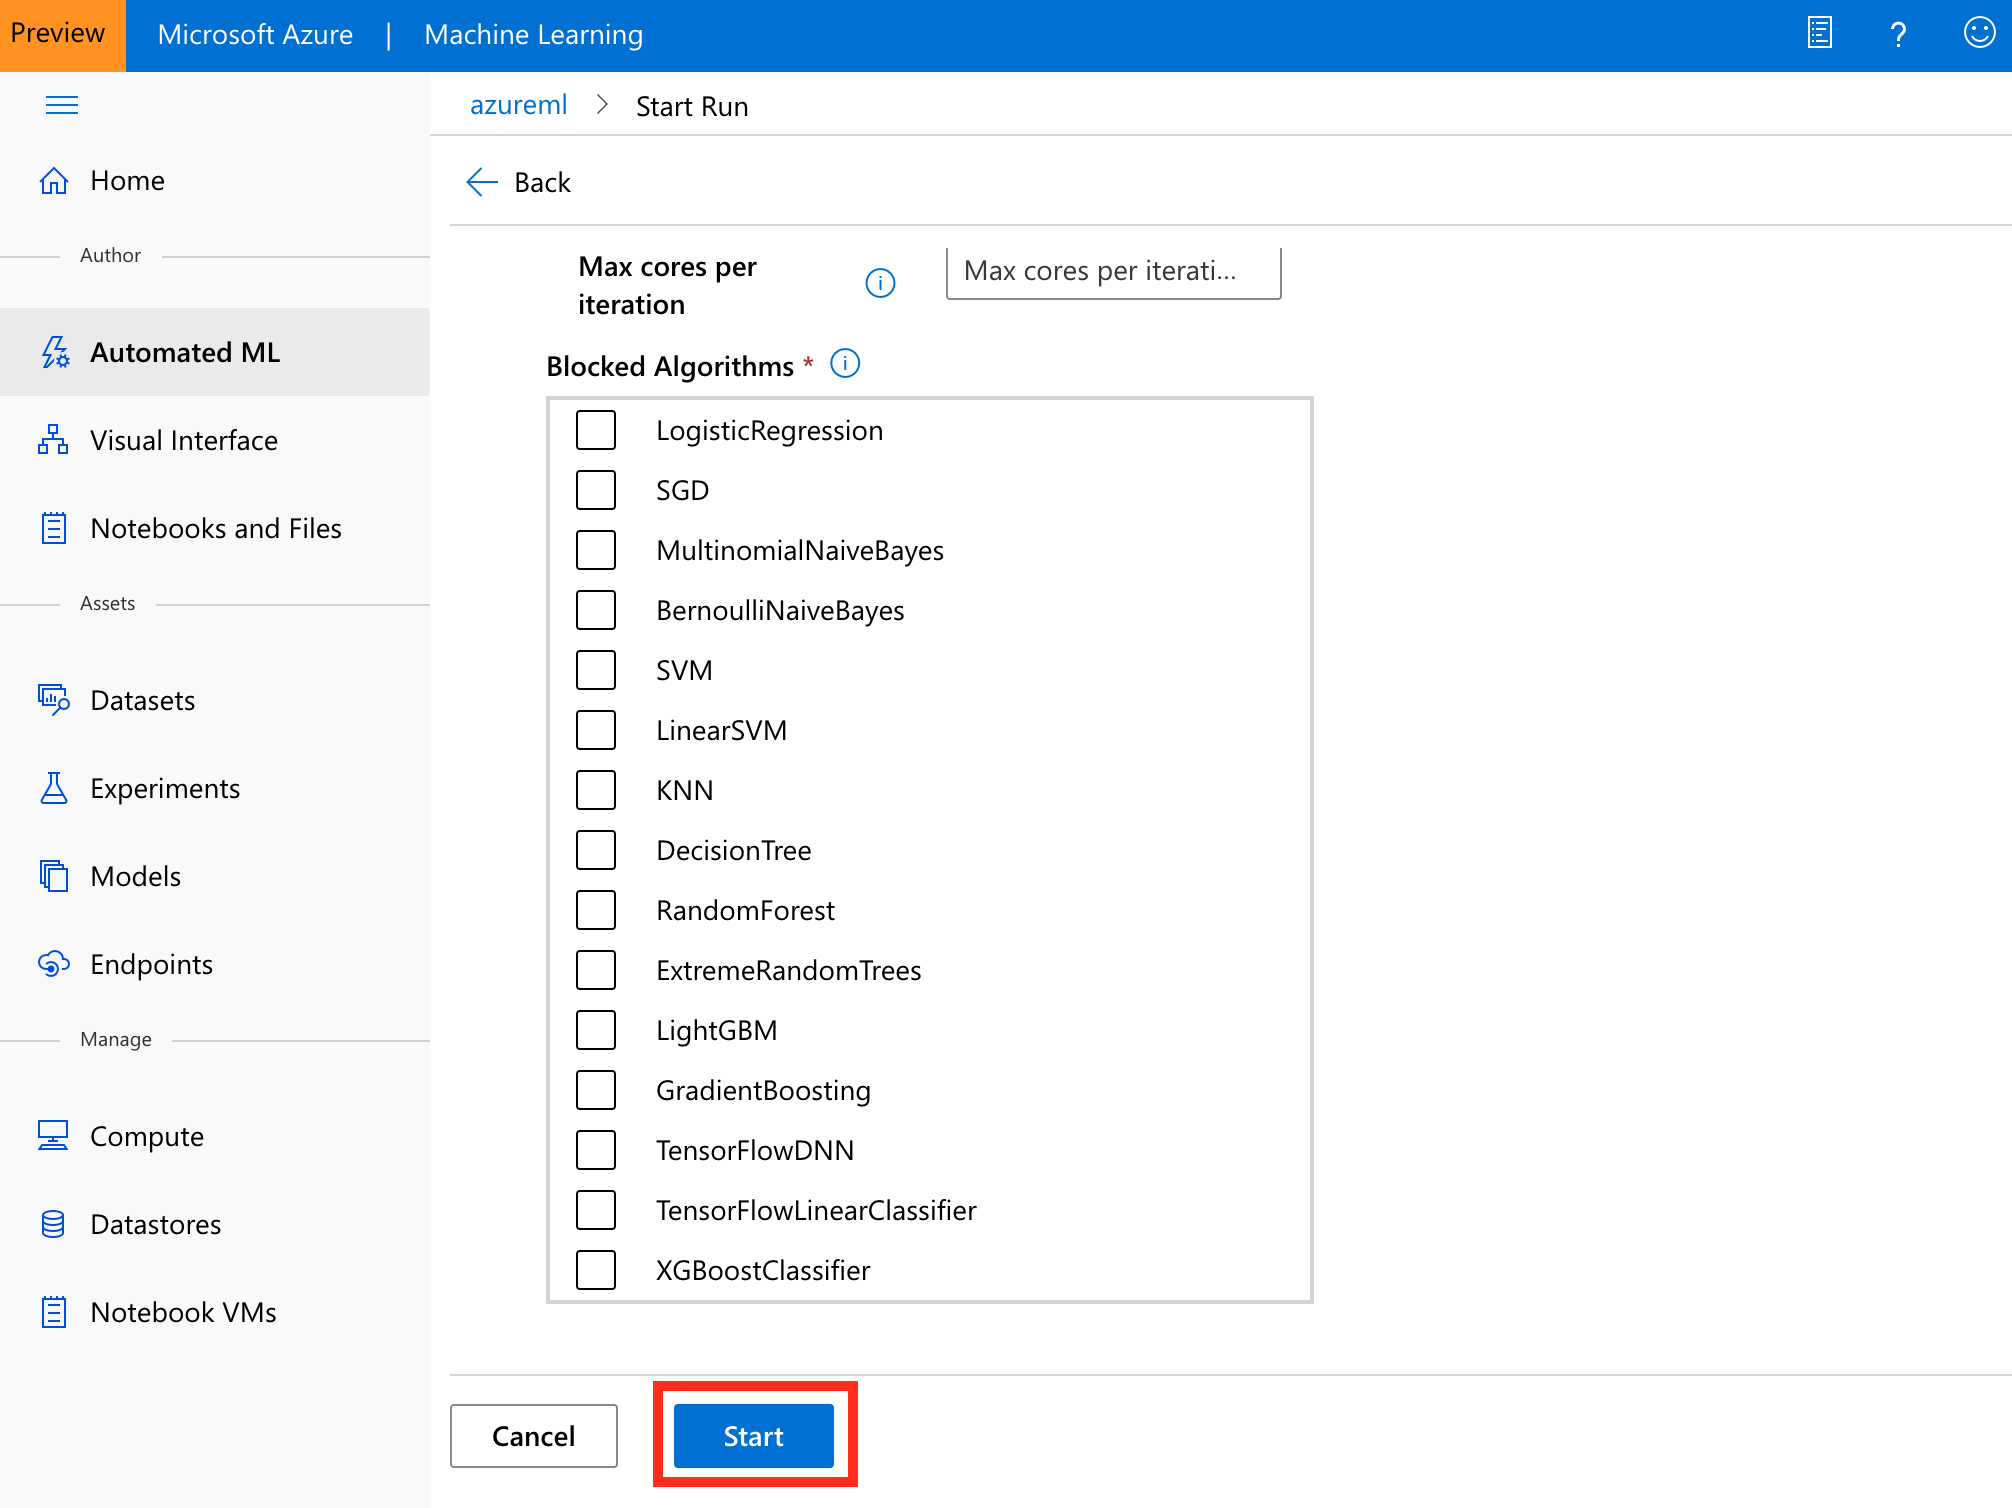 Preview
Microsoft Azure | Machine Learning
?
azureml > Start Run
Home
Back
Author
Max cores per
iteration
i
Max cores per iterati...
Automated ML
Blocked Algorithms * i
LogisticRegression
Visual Interface
SGD
Notebooks and Files
MultinomialNaiveBayes
Assets
BernoulliNaiveBayes
SVM
Datasets
LinearSVM
Experiments
KNN
DecisionTree
Models
RandomForest
Endpoints
ExtremeRandomTrees
Manage
LightGBM
GradientBoosting
Compute
TensorFlowDNN
Datastores
TensorFlowLinearClassifier
XGBoostClassifier
Notebook VMs
Cancel
Start